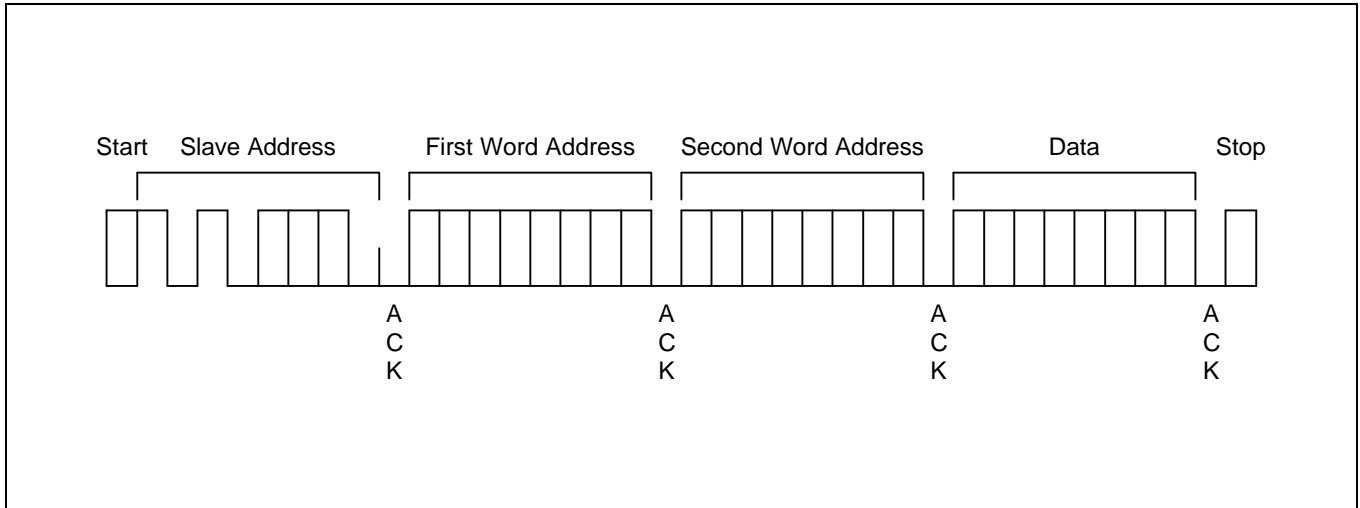 Start Slave Address First Word Address Second Word Address Data Stop
A A A A
C C C C
K K K K